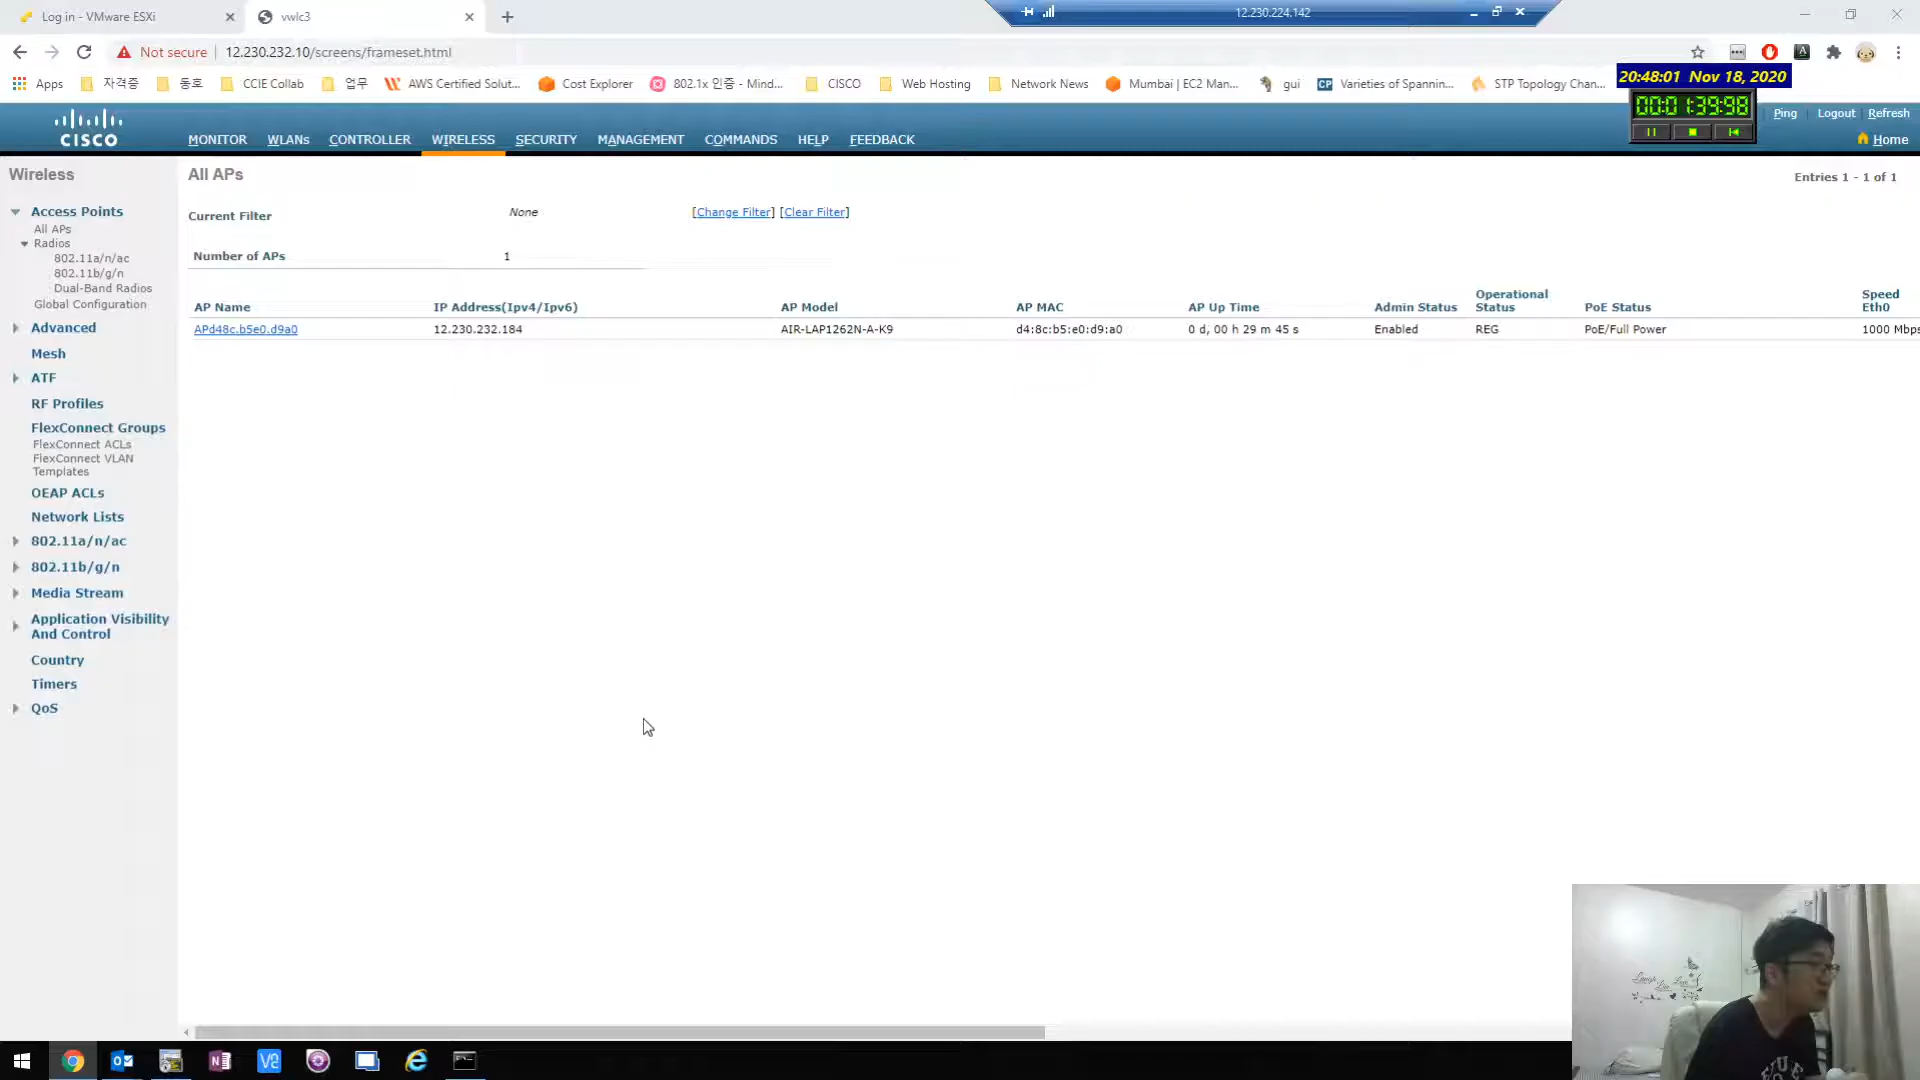 Log in - VMware ESXi
vwlc3
12.230.224.142
Not secure
12.230.232.10/screens/frameset.html
Apps
자격증
동호
CCIE Collab
업무
AWS Certified Solut...
Cost Explorer
802.1x 인증 - Mind...
CISCO
Web Hosting
Network News
Mumbai | EC2 Man...
gui
CP
Varieties of Spannin...
STP Topology Chan...
20:48:01 Nov 18, 2020
00:01:39:98
CISCO
MONITOR WLANs CONTROLLER WIRELESS SECURITY MANAGEMENT COMMANDS HELP FEEDBACK
Ping Logout Refresh
Home
Wireless
Access Points
All APs
Radios
802.11a/n/ac
802.11b/g/n
Dual-Band Radios
Global Configuration
Advanced
Mesh
ATF
RF Profiles
FlexConnect Groups
FlexConnect ACLs
FlexConnect VLAN
Templates
OEAP ACLs
Network Lists
802.11a/n/ac
802.11b/g/n
Media Stream
Application Visibility
And Control
Country
Timers
QoS
All APs
Entries 1 - 1 of 1
Current Filter None [Change Filter] [Clear Filter]
Number of APs 1
AP Name IP Address(Ipv4/Ipv6) AP Model AP MAC AP Up Time Admin Status Operational Status PoE Status Speed Eth0
APd48c.b5e0.d9a0 12.230.232.184 AIR-LAP1262N-A-K9 d4:8c:b5:e0:d9:a0 0 d, 00 h 29 m 45 s Enabled REG PoE/Full Power 1000 Mbps